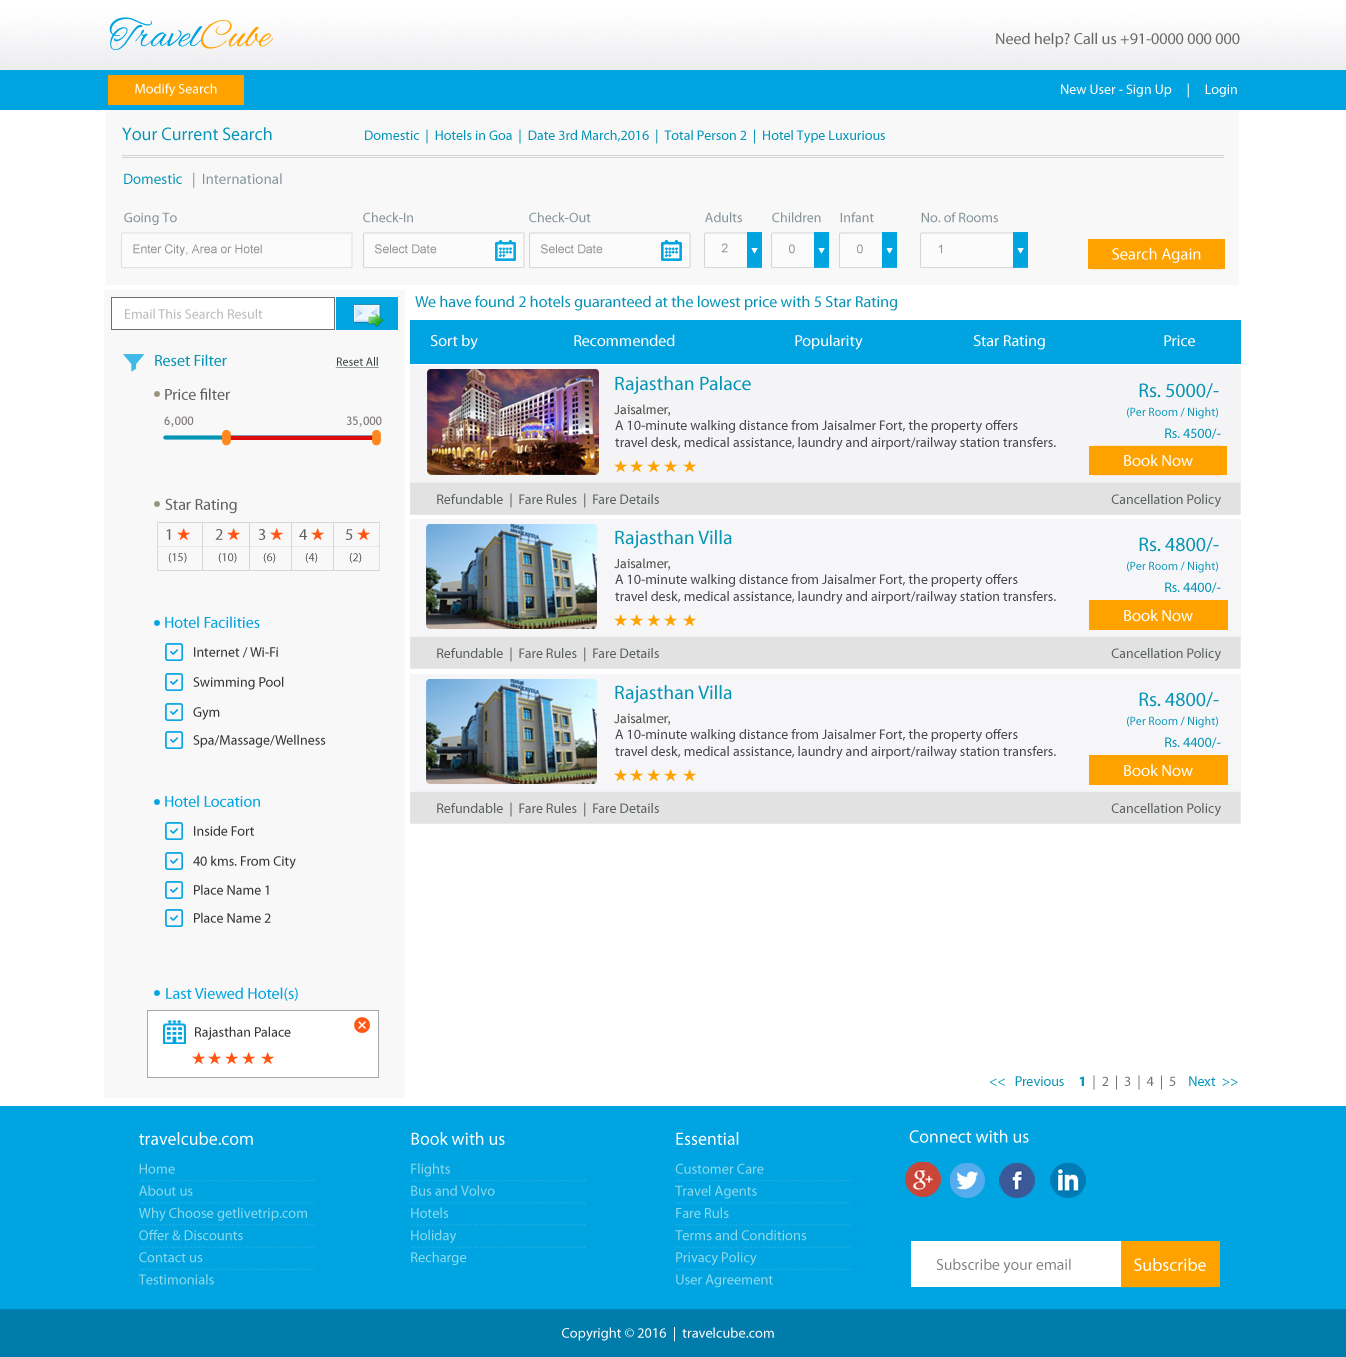 TravelCube
Need help? Call us +91-0000 000 000
Modify Search
New User - Sign Up | Login
Your Current Search
Domestic | Hotels in Goa | Date 3rd March,2016 | Total Person 2 | Hotel Type Luxurious
Domestic | International
Going To Check-In Check-Out Adults Children Infant No. of Rooms
Enter City, Area or Hotel Select Date Select Date 2 0 0 1
Search Again
Email This Search Result
Reset Filter Reset All
Price filter
6,000 35,000
Star Rating
1 2 3 4 5
(15) (10) (6) (4) (2)
Hotel Facilities
Internet / Wi-Fi
Swimming Pool
Gym
Spa/Massage/Wellness
Hotel Location
Inside Fort
40 kms. From City
Place Name 1
Place Name 2
Last Viewed Hotel(s)
Rajasthan Palace
We have found 2 hotels guaranteed at the lowest price with 5 Star Rating
Sort by Recommended Popularity Star Rating Price
Rajasthan Palace
Jaisalmer,
A 10-minute walking distance from Jaisalmer Fort, the property offers
travel desk, medical assistance, laundry and airport/railway station transfers.
Rs. 5000/-
(Per Room / Night)
Rs. 4500/-
Book Now
Refundable | Fare Rules | Fare Details
Cancellation Policy
Rajasthan Villa
Jaisalmer,
A 10-minute walking distance from Jaisalmer Fort, the property offers
travel desk, medical assistance, laundry and airport/railway station transfers.
Rs. 4800/-
(Per Room / Night)
Rs. 4400/-
Book Now
Refundable | Fare Rules | Fare Details
Cancellation Policy
Rajasthan Villa
Jaisalmer,
A 10-minute walking distance from Jaisalmer Fort, the property offers
travel desk, medical assistance, laundry and airport/railway station transfers.
Rs. 4800/-
(Per Room / Night)
Rs. 4400/-
Book Now
Refundable | Fare Rules | Fare Details
Cancellation Policy
<< Previous 1 | 2 | 3 | 4 | 5 Next >>
travelcube.com
Home
About us
Why Choose getlivetrip.com
Offer & Discounts
Contact us
Testimonials
Book with us
Flights
Bus and Volvo
Hotels
Holiday
Recharge
Essential
Customer Care
Travel Agents
Fare Ruls
Terms and Conditions
Privacy Policy
User Agreement
Connect with us
g+ f in
Subscribe your email
Subscribe
Copyright © 2016 | travelcube.com